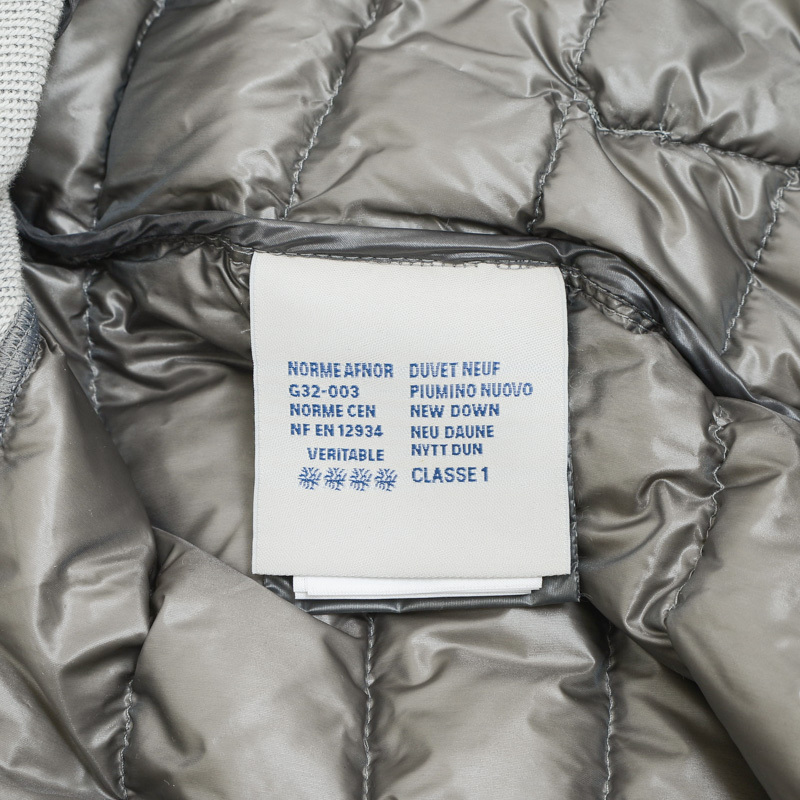 NORME AFNOR
G32-003
NORME CEN
NF EN 12934
VERITABLE
DUVET NEUF
PIUMINO NUOVO
NEW DOWN
NEU DAUNE
NYTT DUN
CLASSE 1